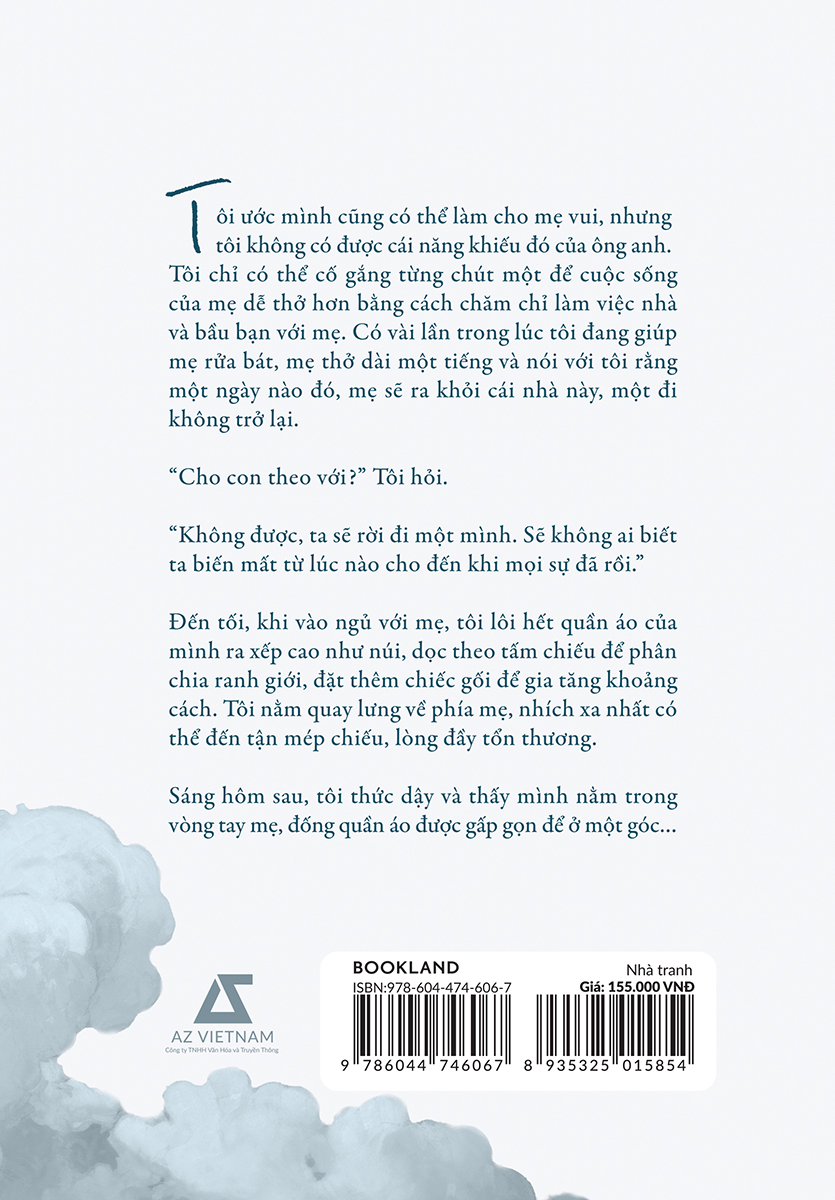 Tôi ước mình cũng có thể làm cho mẹ vui, nhưng
tôi không có được cái năng khiếu đó của ông anh.
Tôi chỉ có thể cố gắng từng chút một để cuộc sống
của mẹ dễ thở hơn bằng cách chăm chỉ làm việc nhà
và bầu bạn với mẹ. Có vài lần trong lúc tôi đang giúp
mẹ rửa bát, mẹ thở dài một tiếng và nói với tôi rằng
một ngày nào đó, mẹ sẽ ra khỏi cái nhà này, một đi
không trở lại.
“Cho con theo với?” Tôi hỏi.
“Không được, ta sẽ rời đi một mình. Sẽ không ai biết
ta biến mất từ lúc nào cho đến khi mọi sự đã rồi.”
Đến tối, khi vào ngủ với mẹ, tôi lôi hết quần áo của
mình ra xếp cao như núi, dọc theo tấm chiếu để phân
chia ranh giới, đặt thêm chiếc gối để gia tăng khoảng
cách. Tôi nằm quay lưng về phía mẹ, nhích xa nhất có
thể đến tận mép chiếu, lòng đầy tổn thương.
Sáng hôm sau, tôi thức dậy và thấy mình nằm trong
vòng tay mẹ, đống quần áo được gấp gọn để ở một góc...
AZ VIETNAM
Công ty TNHH Văn Hóa và Truyền Thông
BOOKLAND
ISBN:978-604-474-606-7
9 786044 746067
Nhà tranh
Giá: 155.000 VNĐ
8 935325 015854